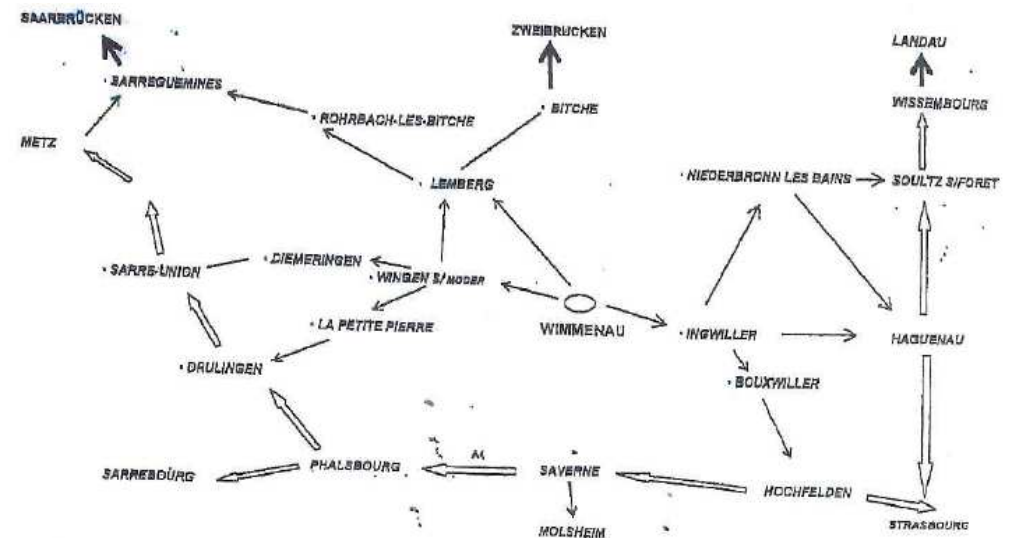 SAARBRÜCKEN
ZWEIBRUCKEN
LANDAU
SARREGUEMINES
WISSEMBOURG
BITCHE
ROHRBACH-LES-BITCHE
METZ
NIEDERBRONN LES BAINS
SOULTZ S/FORET
LEMBERG
DIEMERINGEN
SARRE-UNION
WINGEN S/MODER
LA PETITE PIERRE
WIMMENAU
INGWILLER
HAGUENAU
DRULINGEN
BOUXWILLER
A4
SARREBOURG
PHALSBOURG
SAVERNE
HOCHFELDEN
STRASBOURG
MOLSHEIM